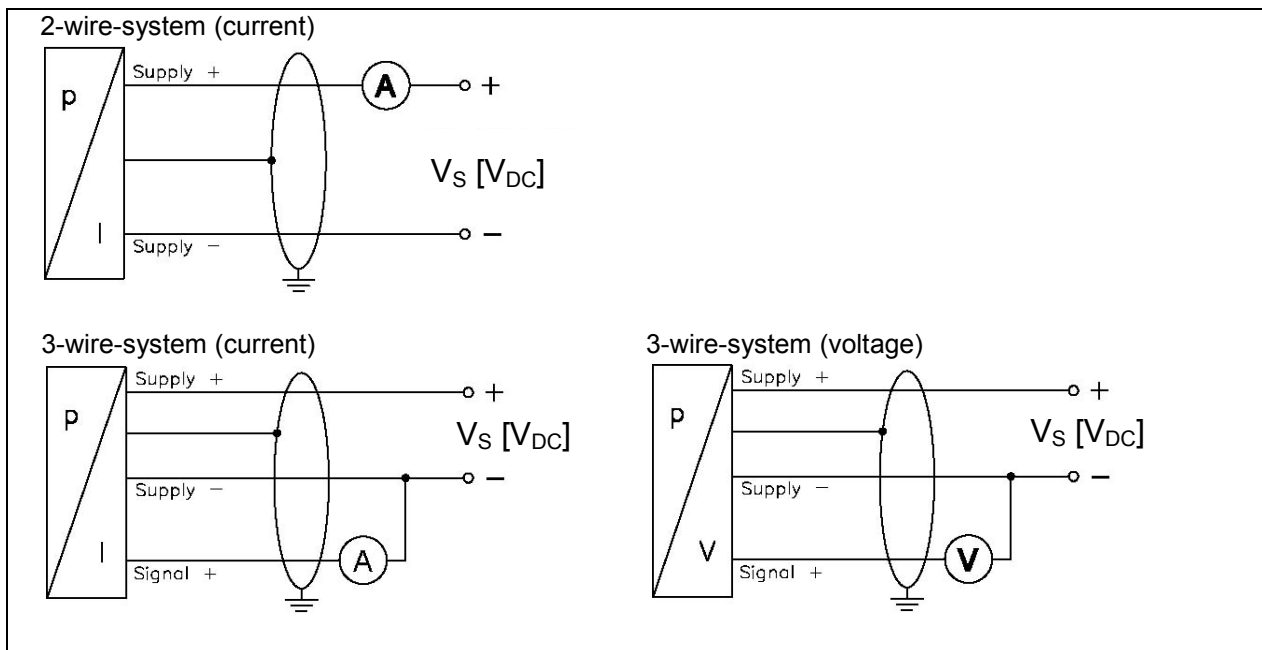 2-wire-system (current)
Supply +
p
A
+
V_S [V_DC]
I
Supply −
−
3-wire-system (current)
Supply +
p
+
V_S [V_DC]
Supply −
−
I
A
Signal +
3-wire-system (voltage)
Supply +
p
+
V_S [V_DC]
Supply −
−
V
V
Signal +